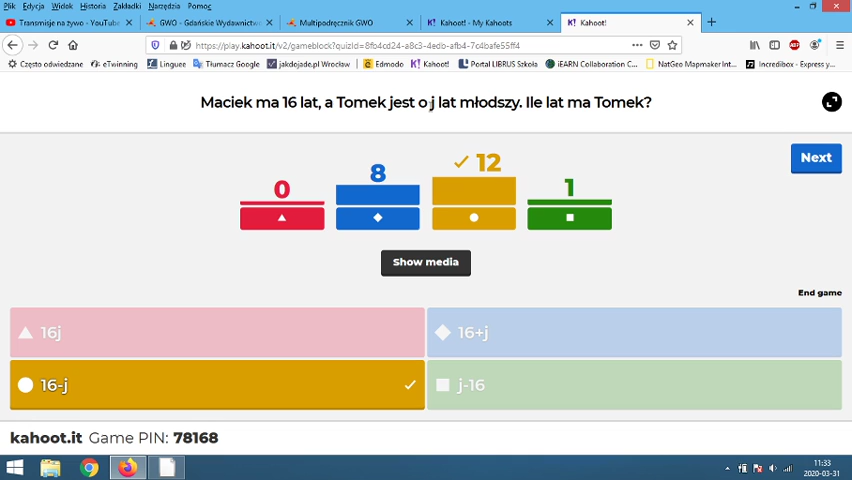 Plik Edycja Widok Historia Zakładki Narzędzia Pomoc
Transmisje na żywo - YouTube GWO - Gdańskie Wydawnictwo Multipodręcznik GWO Kahoot! - My Kahoots Kahoot!
https://play.kahoot.it/v2/gameblock?quizId=8fb4cd24-a8c3-4edb-afb4-7c4bafe55ff4
Często odwiedzane eTwinning Linguee Tłumacz Google jakdojade.pl Wrocław Edmodo Kahoot! Portal LIBRUS Szkoła iEARN Collaboration C... NatGeo Mapmaker Int... Incredibox - Express y...
Maciek ma 16 lat, a Tomek jest o j lat młodszy. Ile lat ma Tomek?
Next
0 8 12 1
Show media
End game
16j 16+j
16-j j-16
kahoot.it Game PIN: 78168
11:33
2020-03-31